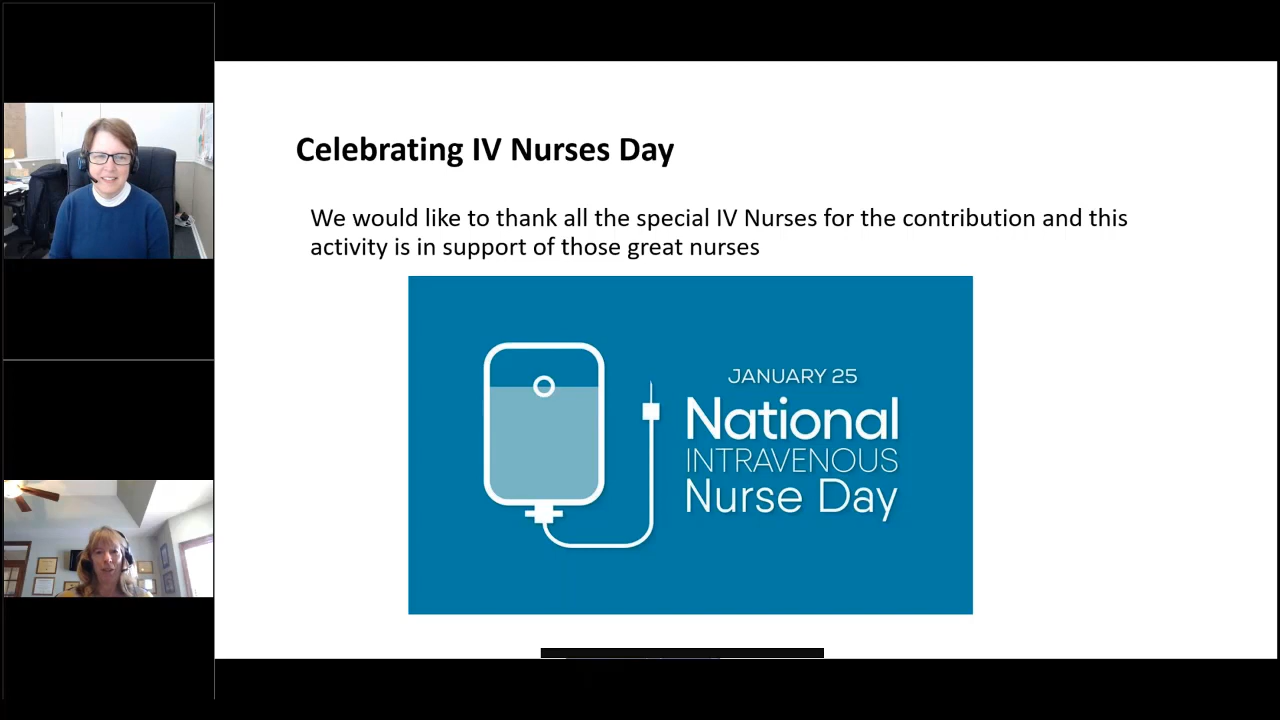 Celebrating IV Nurses Day
We would like to thank all the special IV Nurses for the contribution and this
activity is in support of those great nurses
JANUARY 25
National
INTRAVENOUS
Nurse Day